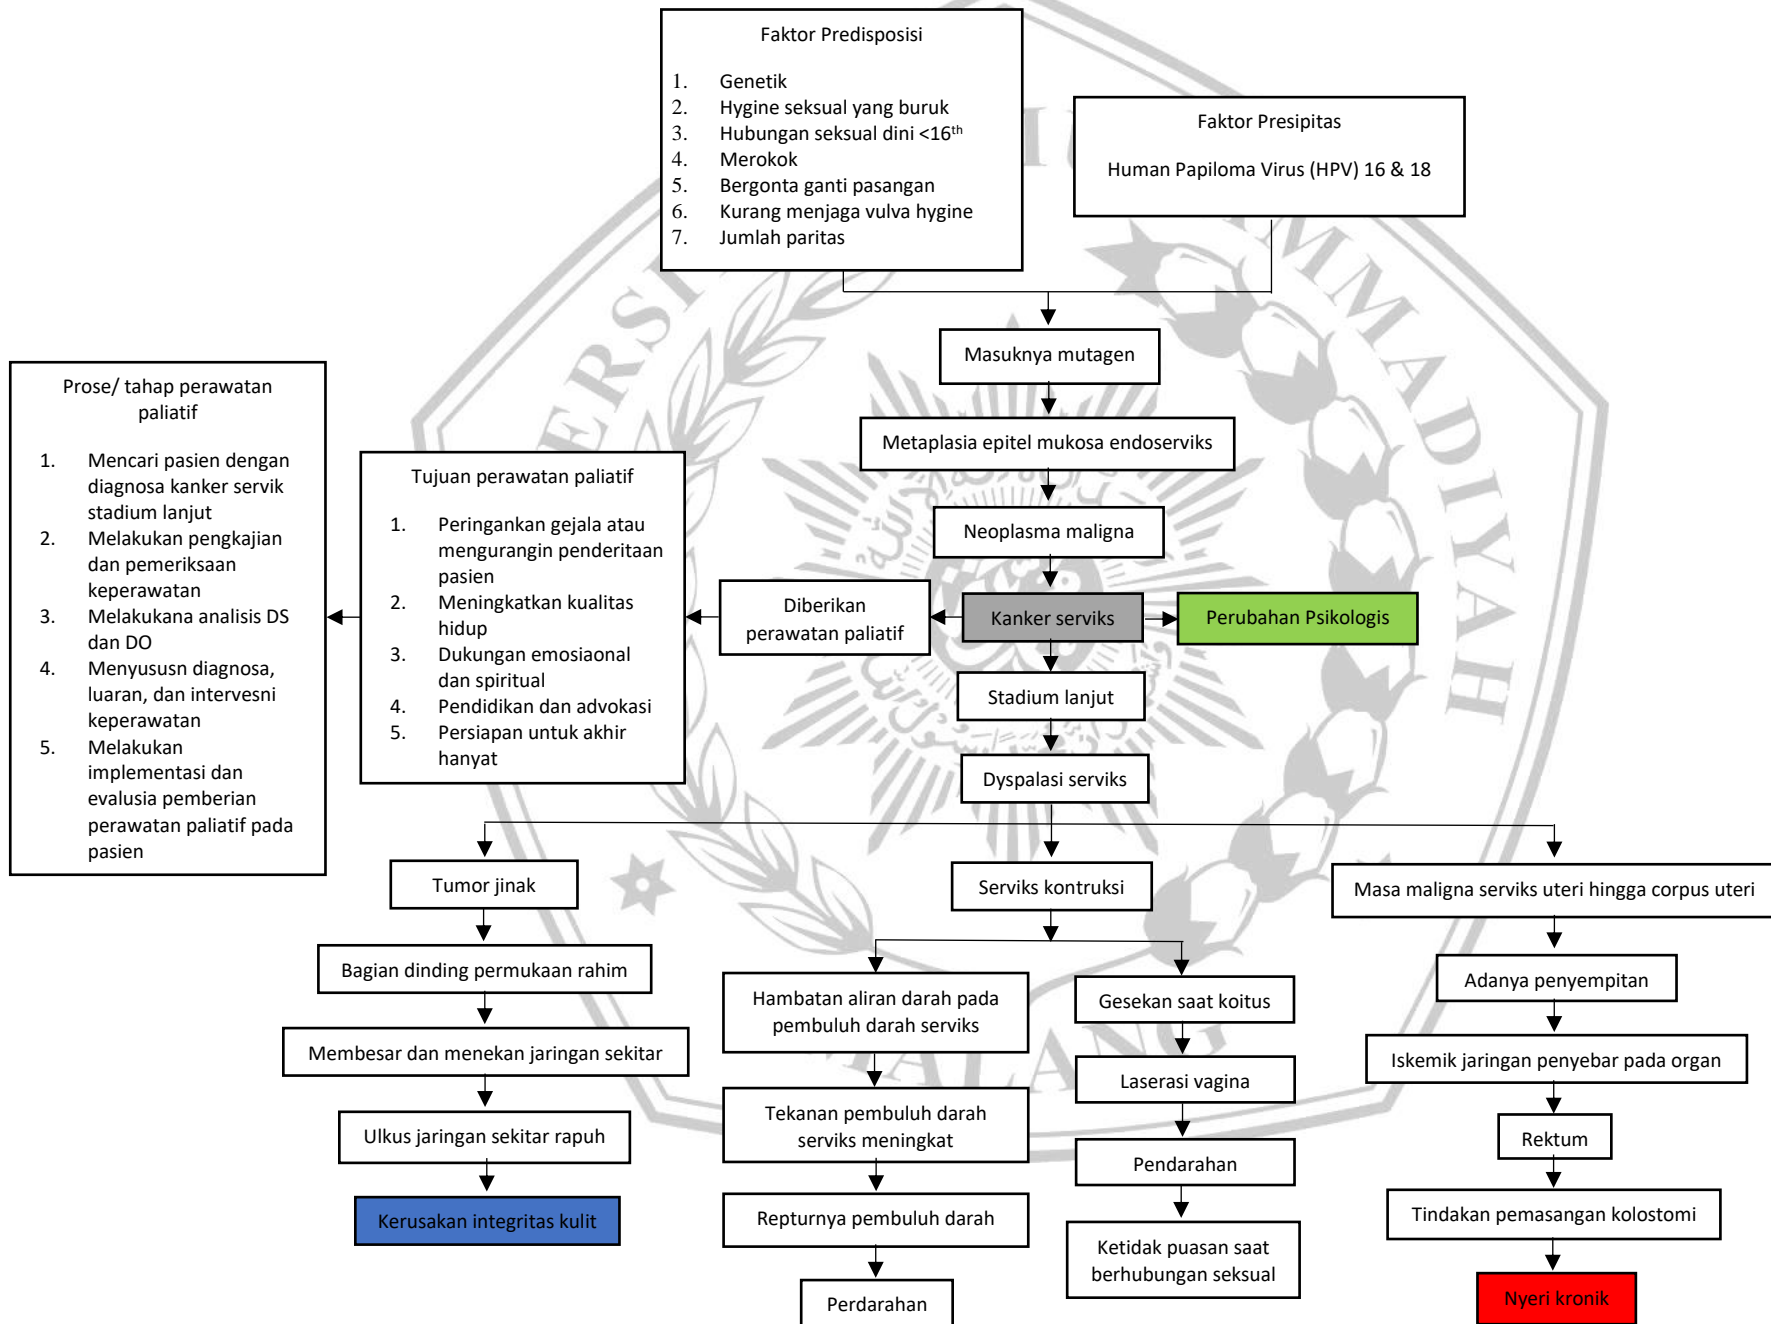 Faktor Predisposisi
1. Genetik
2. Hygine seksual yang buruk
3. Hubungan seksual dini <16th
4. Merokok
5. Bergonta ganti pasangan
6. Kurang menjaga vulva hygine
7. Jumlah paritas
Faktor Presipitas
Human Papiloma Virus (HPV) 16 & 18
Masuknya mutagen
Metaplasia epitel mukosa endoserviks
Neoplasma maligna
Kanker serviks
Perubahan Psikologis
Diberikan
perawatan paliatif
Tujuan perawatan paliatif
1. Peringankan gejala atau
mengurangin penderitaan
pasien
2. Meningkatkan kualitas
hidup
3. Dukungan emosiaonal
dan spiritual
4. Pendidikan dan advokasi
5. Persiapan untuk akhir
hanyat
Prose/ tahap perawatan
paliatif
1. Mencari pasien dengan
diagnosa kanker servik
stadium lanjut
2. Melakukan pengkajian
dan pemeriksaan
keperawatan
3. Melakukana analisis DS
dan DO
4. Menyususn diagnosa,
luaran, dan intervesni
keperawatan
5. Melakukan
implementasi dan
evalusia pemberian
perawatan paliatif pada
pasien
Stadium lanjut
Dyspalasi serviks
Tumor jinak
Bagian dinding permukaan rahim
Membesar dan menekan jaringan sekitar
Ulkus jaringan sekitar rapuh
Kerusakan integritas kulit
Serviks kontruksi
Hambatan aliran darah pada
pembuluh darah serviks
Tekanan pembuluh darah
serviks meningkat
Repturnya pembuluh darah
Perdarahan
Gesekan saat koitus
Laserasi vagina
Pendarahan
Ketidak puasan saat
berhubungan seksual
Masa maligna serviks uteri hingga corpus uteri
Adanya penyempitan
Iskemik jaringan penyebar pada organ
Rektum
Tindakan pemasangan kolostomi
Nyeri kronik
MALANG